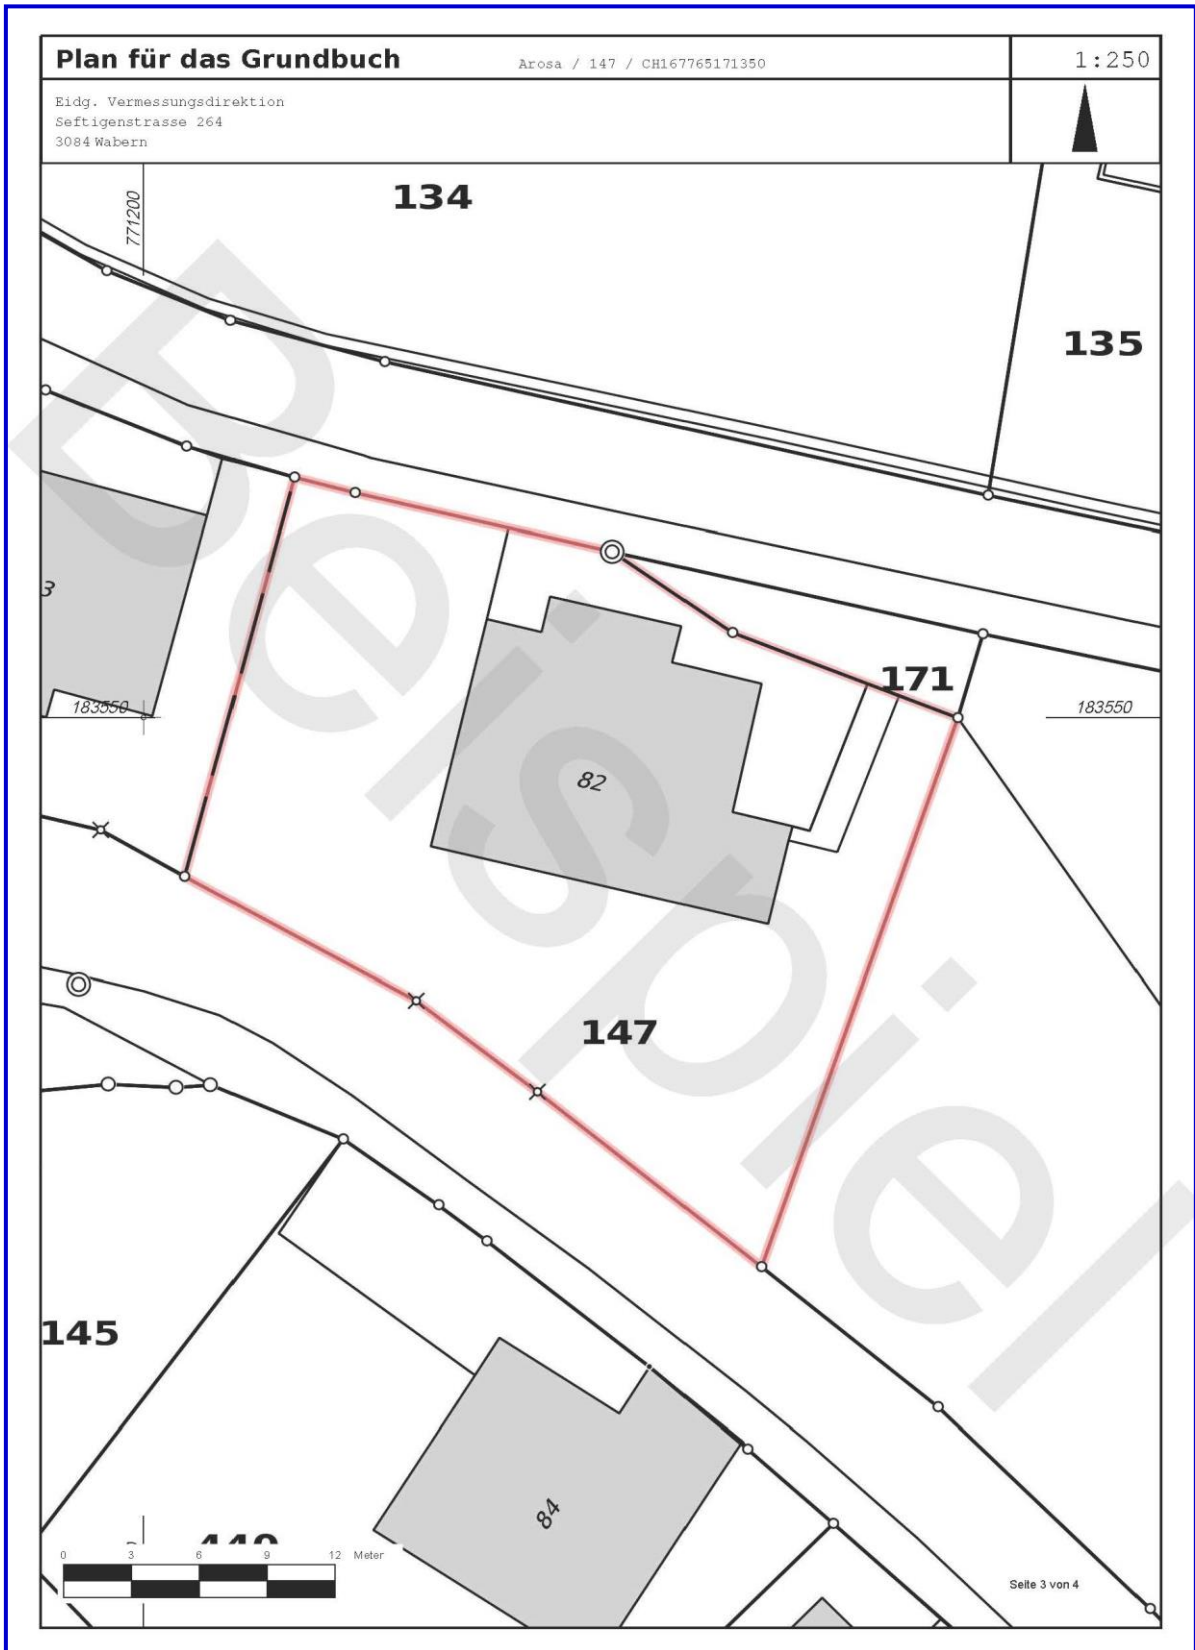 Plan für das Grundbuch
Arosa / 147 / CH167765171350
1:250
Eidg. Vermessungsdirektion
Seftigenstrasse 264
3084 Wabern
771200
134
135
3
171
183550
183550
82
147
145
84
0 3 6 9 12 Meter
Seite 3 von 4
Beispiel